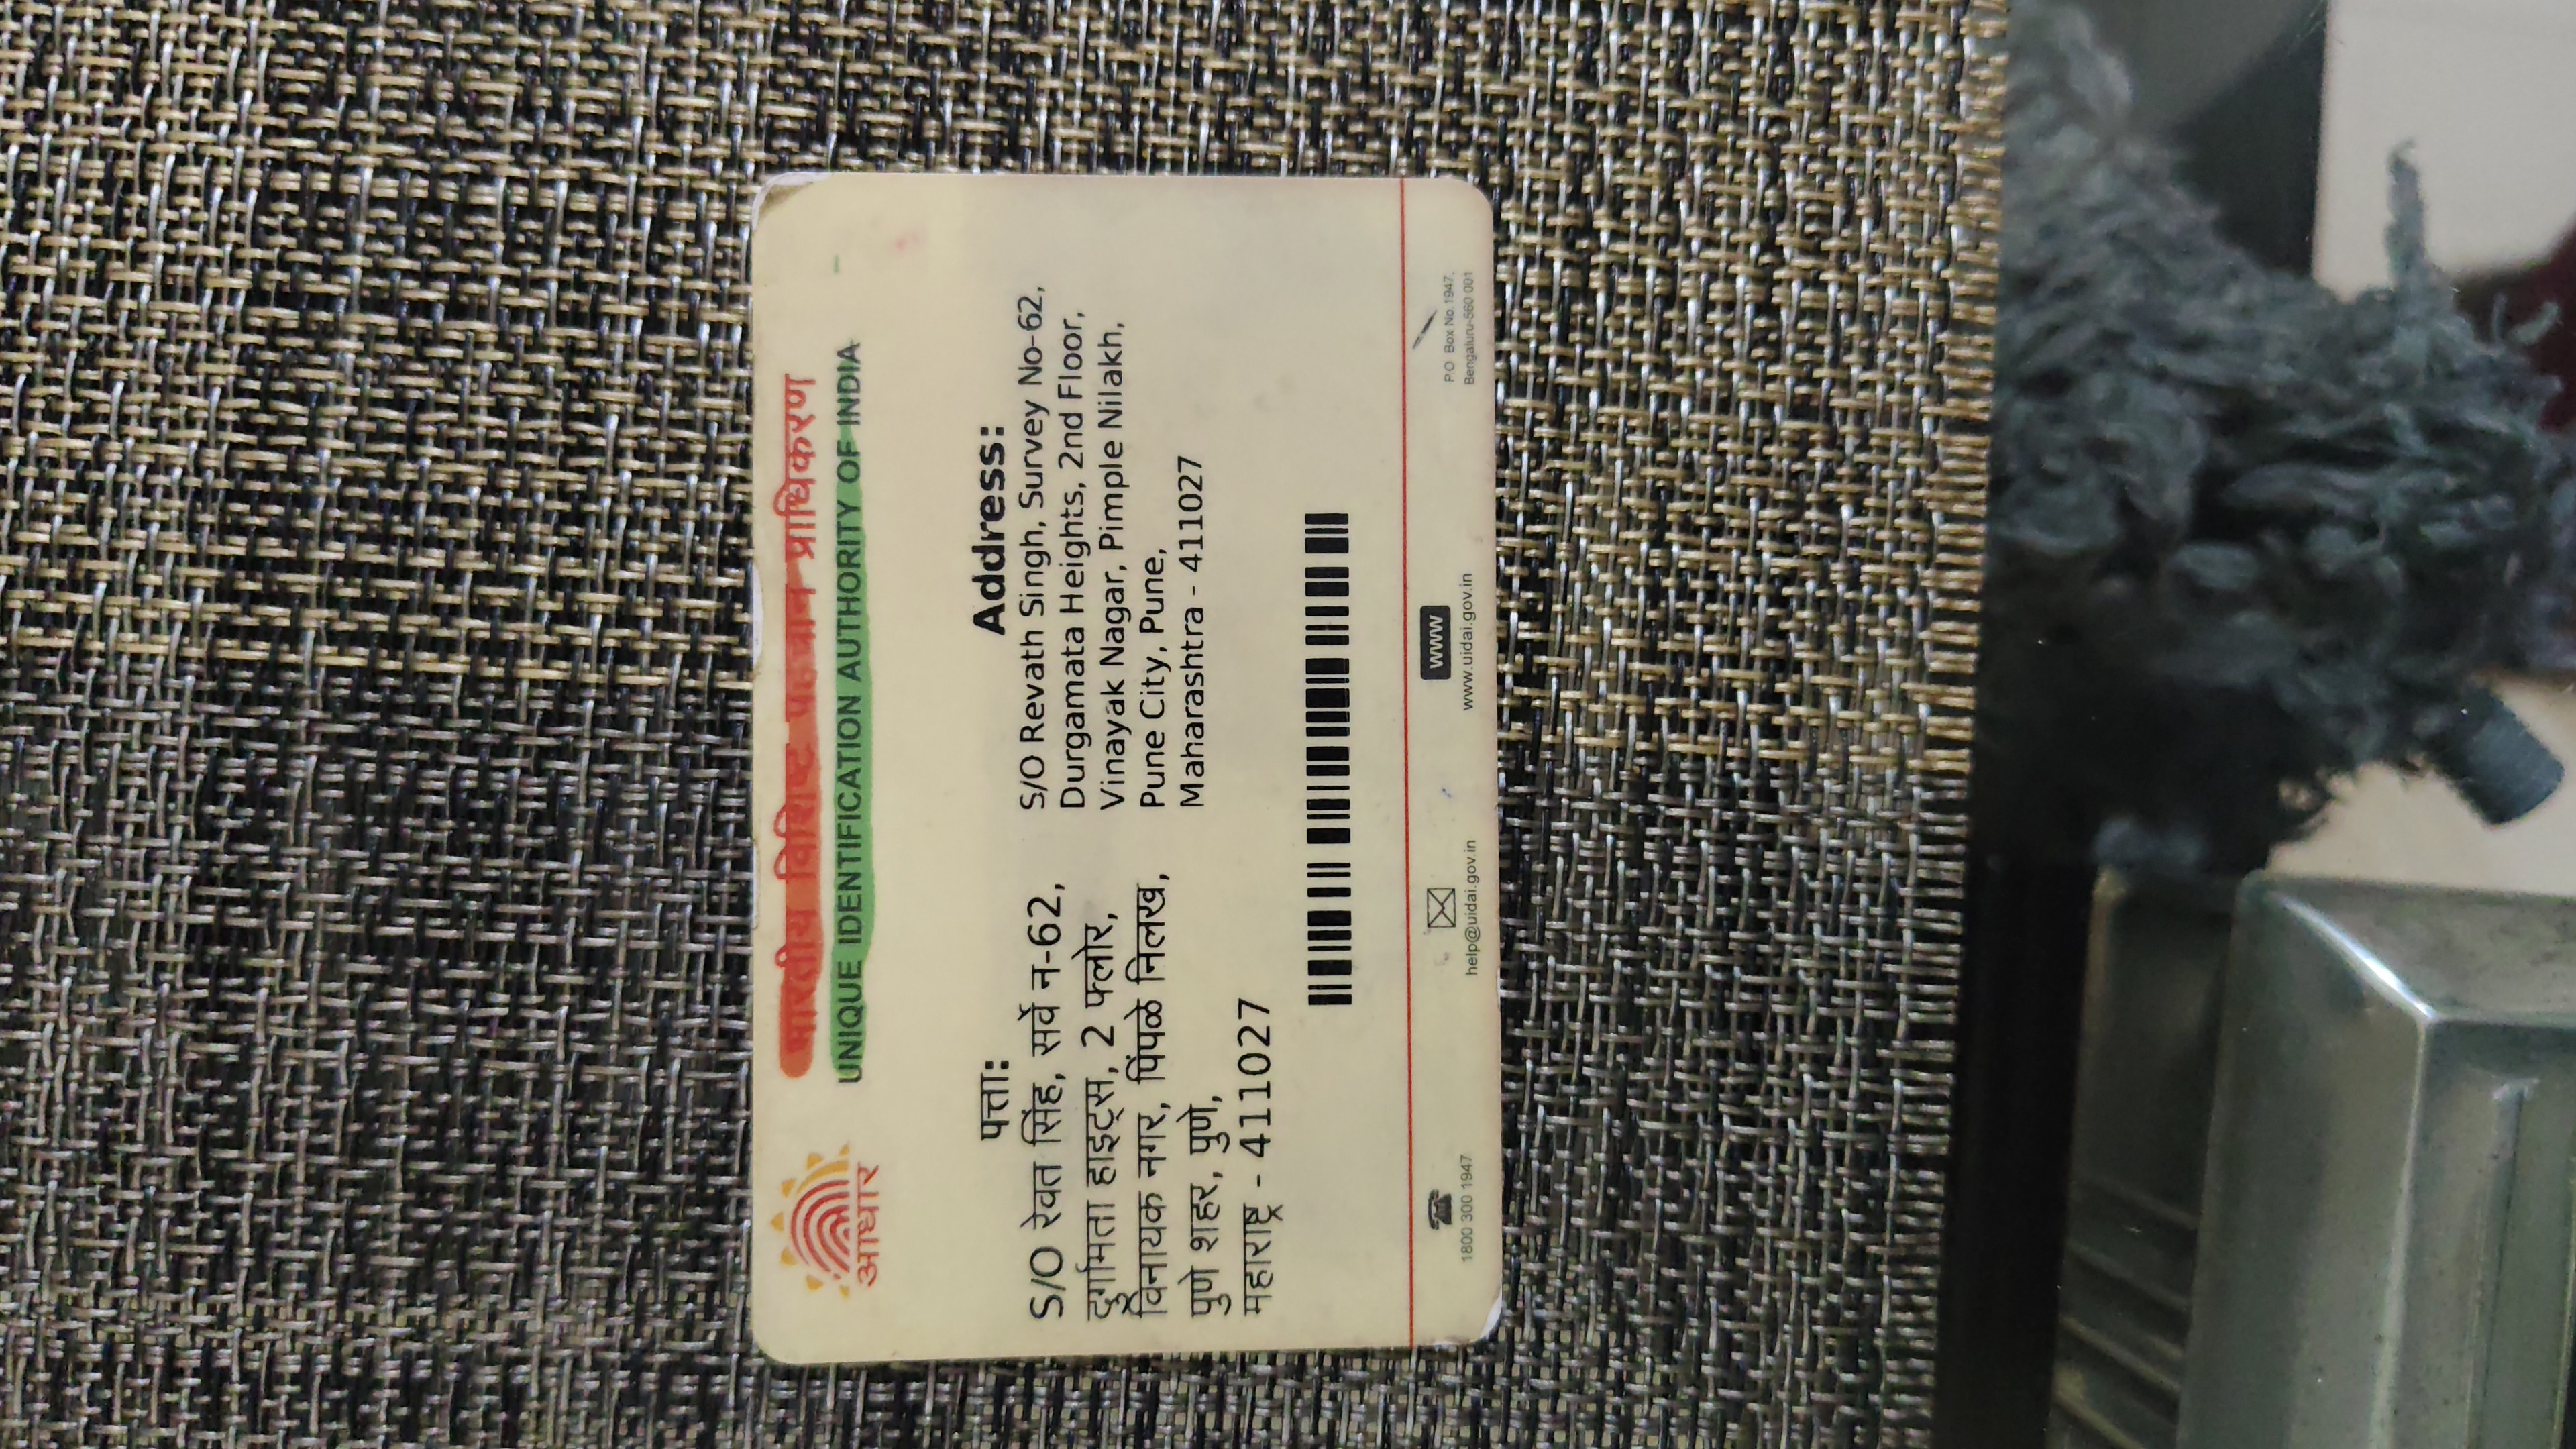 आधार
भारतीय विशिष्ट पहचान प्राधिकरण
UNIQUE IDENTIFICATION AUTHORITY OF INDIA
पत्ता:
S/O रेवत सिंह, सर्वे न-62,
दुर्गामता हाइट्स, 2 फ्लोर,
विनायक नगर, पिंपळे निलख,
पुणे शहर, पुणे,
महाराष्ट्र - 411027
Address:
S/O Revath Singh, Survey No-62,
Durgamata Heights, 2nd Floor,
Vinayak Nagar, Pimple Nilakh,
Pune City, Pune,
Maharashtra - 411027
1800 300 1947
help@uidai.gov.in
www
www.uidai.gov.in
P.O Box No.1947,
Bengaluru-560 001